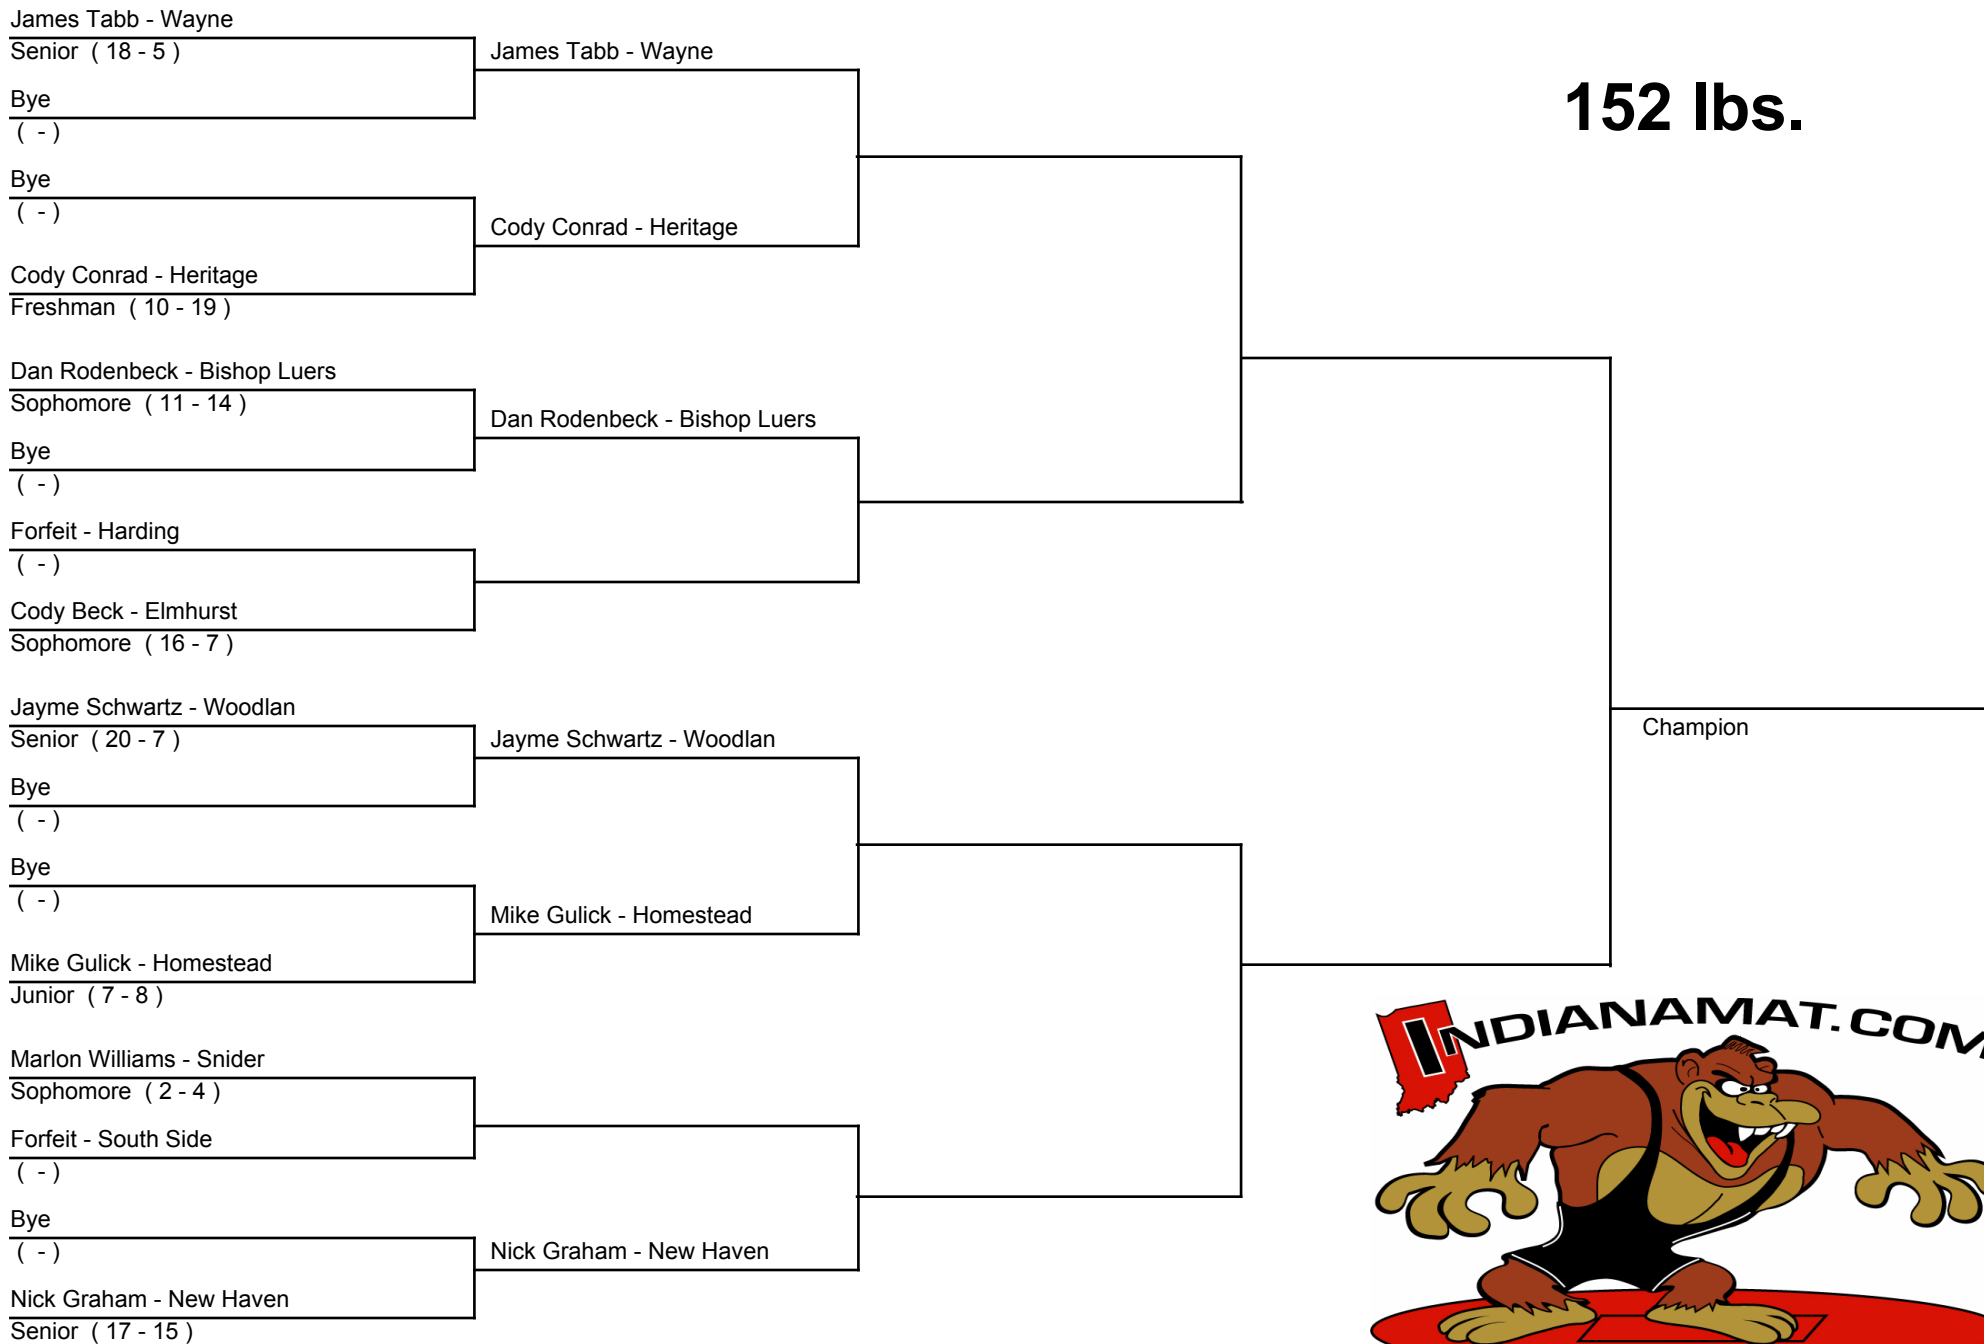 James Tabb - Wayne
Senior ( 18 - 5 )
James Tabb - Wayne
Bye
( - )
152 lbs.
Bye
( - )
Cody Conrad - Heritage
Cody Conrad - Heritage
Freshman ( 10 - 19 )
Dan Rodenbeck - Bishop Luers
Sophomore ( 11 - 14 )
Dan Rodenbeck - Bishop Luers
Bye
( - )
Forfeit - Harding
( - )
Cody Beck - Elmhurst
Sophomore ( 16 - 7 )
Jayme Schwartz - Woodlan
Senior ( 20 - 7 )
Jayme Schwartz - Woodlan
Champion
Bye
( - )
Bye
( - )
Mike Gulick - Homestead
Mike Gulick - Homestead
Junior ( 7 - 8 )
INDIANAMAT.COM
Marlon Williams - Snider
Sophomore ( 2 - 4 )
Forfeit - South Side
( - )
Bye
( - )
Nick Graham - New Haven
Nick Graham - New Haven
Senior ( 17 - 15 )